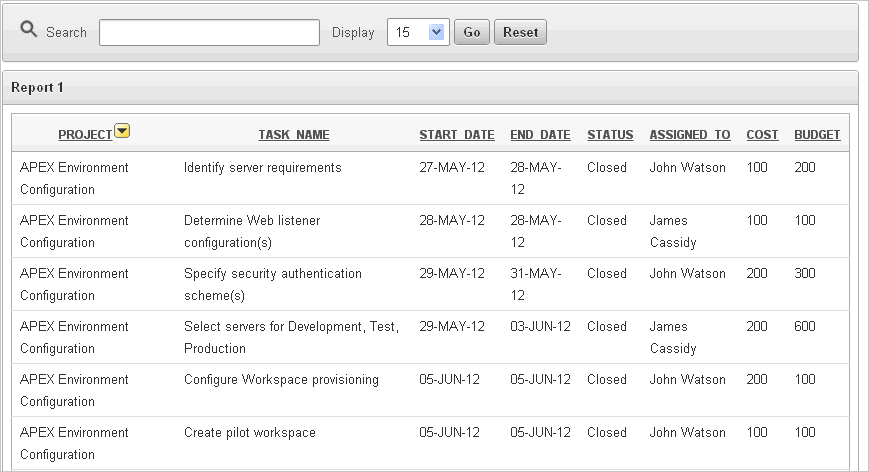 Search Display 15 Go Reset
Report 1
PROJECT TASK_NAME START_DATE END_DATE STATUS ASSIGNED_TO COST BUDGET
APEX Environment Identify server requirements 27-MAY-12 28-MAY- Closed John Watson 100 200
Configuration 12
APEX Environment Determine Web listener 28-MAY-12 28-MAY- Closed James 100 100
Configuration configuration(s) 12 Cassidy
APEX Environment Specify security authentication 29-MAY-12 31-MAY- Closed John Watson 200 300
Configuration scheme(s) 12
APEX Environment Select servers for Development, Test, 29-MAY-12 03-JUN-12 Closed James 200 600
Configuration Production Cassidy
APEX Environment Configure Workspace provisioning 05-JUN-12 05-JUN-12 Closed John Watson 200 100
Configuration
APEX Environment Create pilot workspace 05-JUN-12 05-JUN-12 Closed John Watson 100 100
Configuration